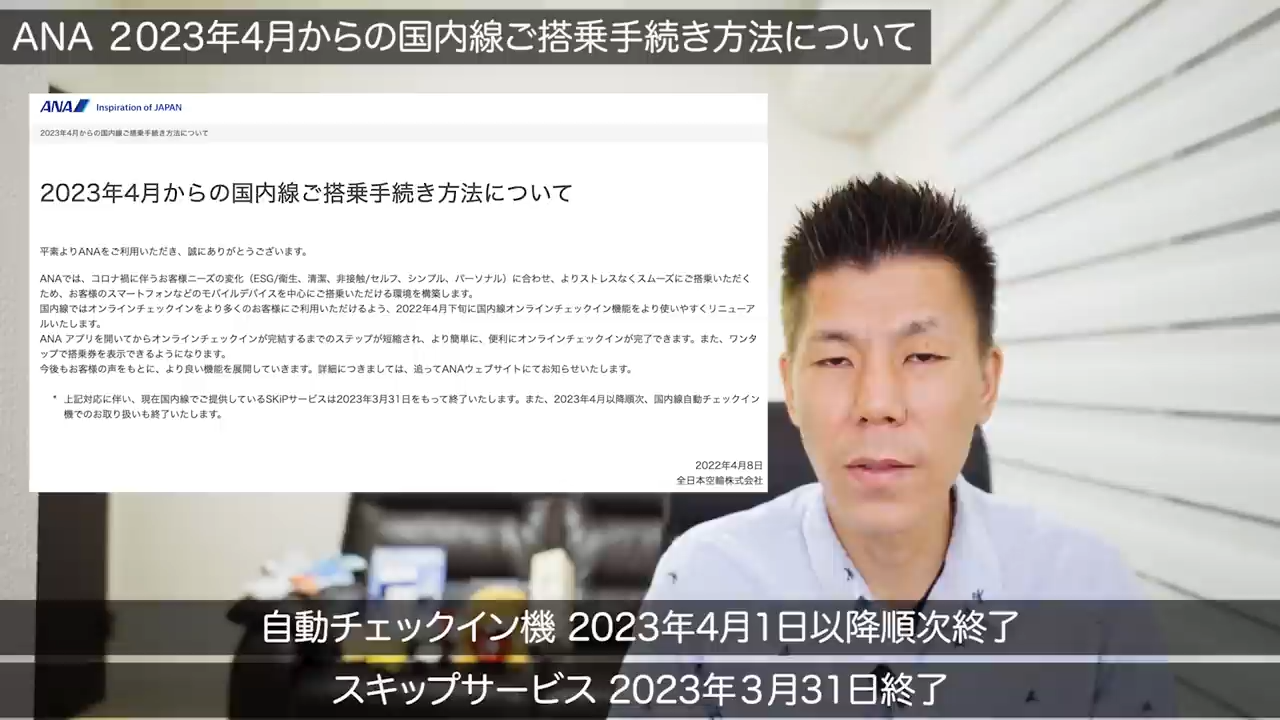 ANA 2023年4月からの国内線ご搭乗手続き方法について
ANA Inspiration of JAPAN
2023年4月からの国内線ご搭乗手続き方法について
2023年4月からの国内線ご搭乗手続き方法について
平素よりANAをご利用いただき、誠にありがとうございます。
ANAでは、コロナ禍に伴うお客様ニーズの変化（ESG/衛生、清潔、非接触/セルフ、シンプル、パーソナル）に合わせ、よりストレスなくスムーズにご搭乗いただく
ため、お客様のスマートフォンなどのモバイルデバイスを中心にご搭乗いただける環境を構築します。
国内線ではオンラインチェックインをより多くのお客様にご利用いただけるよう、2022年4月下旬に国内線オンラインチェックイン機能をより使いやすくリニューア
ルいたします。
ANA アプリを開いてからオンラインチェックインが完結するまでのステップが短縮され、より簡単に、便利にオンラインチェックインが完了できます。また、ワンタ
ップで搭乗券を表示できるようになります。
今後もお客様の声をもとに、より良い機能を展開していきます。詳細につきましては、追ってANAウェブサイトにてお知らせいたします。
* 上記対応に伴い、現在国内線でご提供しているSKiPサービスは2023年3月31日をもって終了いたします。また、2023年4月以降順次、国内線自動チェックイン
機でのお取り扱いも終了いたします。
2022年4月8日
全日本空輸株式会社
自動チェックイン機 2023年4月1日以降順次終了
スキップサービス 2023年3月31日終了